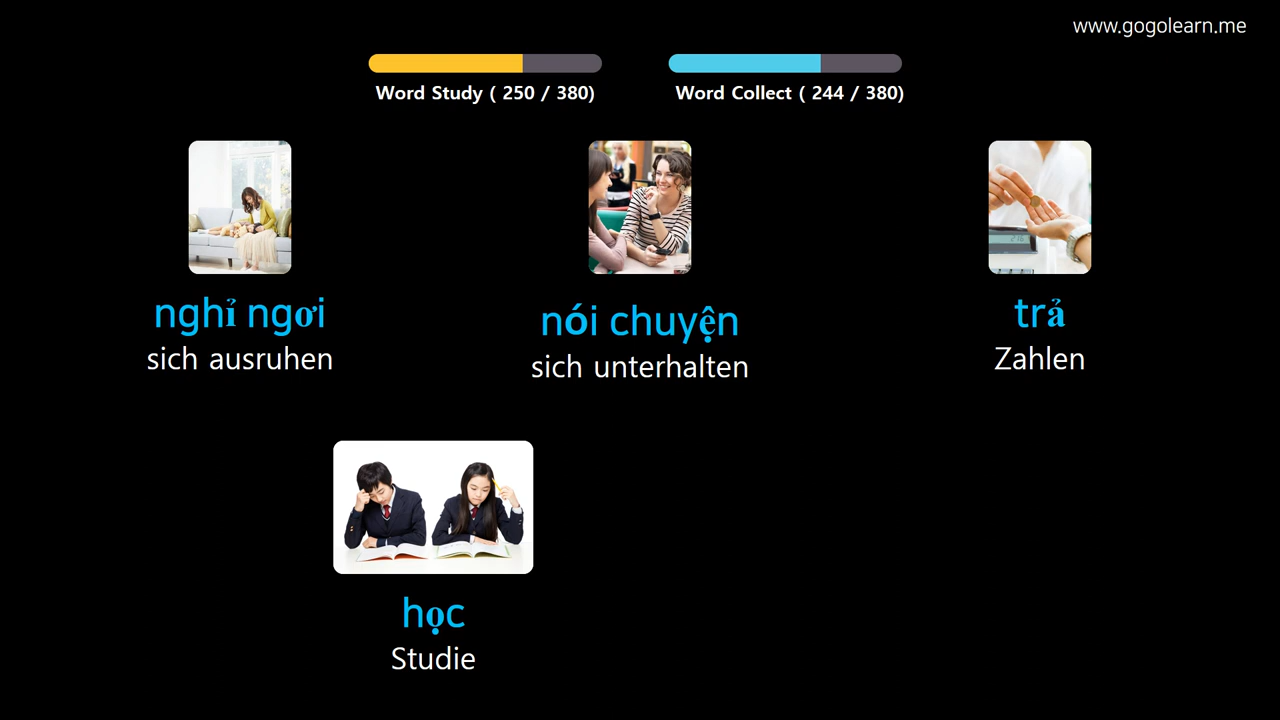 www.gogolearn.me
Word Study ( 250 / 380)
Word Collect ( 244 / 380)
nghỉ ngơi
sich ausruhen
nói chuyện
sich unterhalten
trả
Zahlen
học
Studie